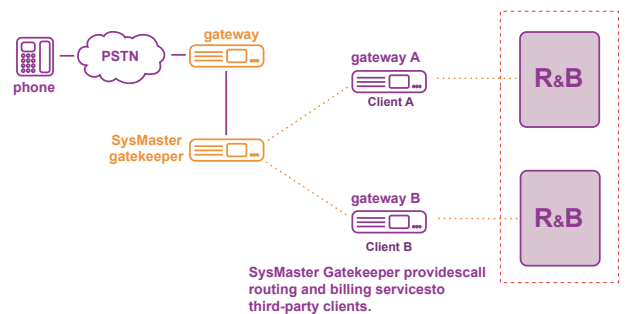 gateway
PSTN
phone
gateway A
Client A
R&B
SysMaster
gatekeeper
gateway B
Client B
R&B
SysMaster Gatekeeper providescall
routing and billing servicesto
third-party clients.